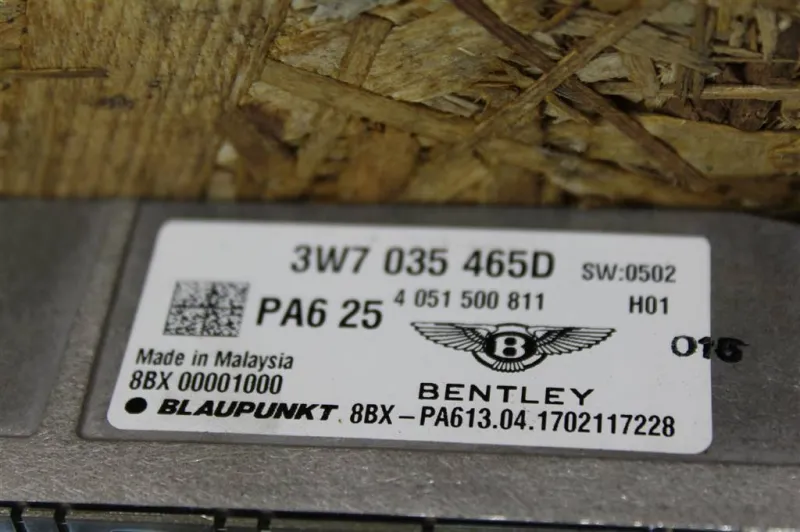 3W7 035 465D SW:0502
PA6 25 4 051 500 811 H01
B
Made in Malaysia
8BX 00001000
BENTLEY
BLAUPUNKT 8BX-PA613.04.1702117228